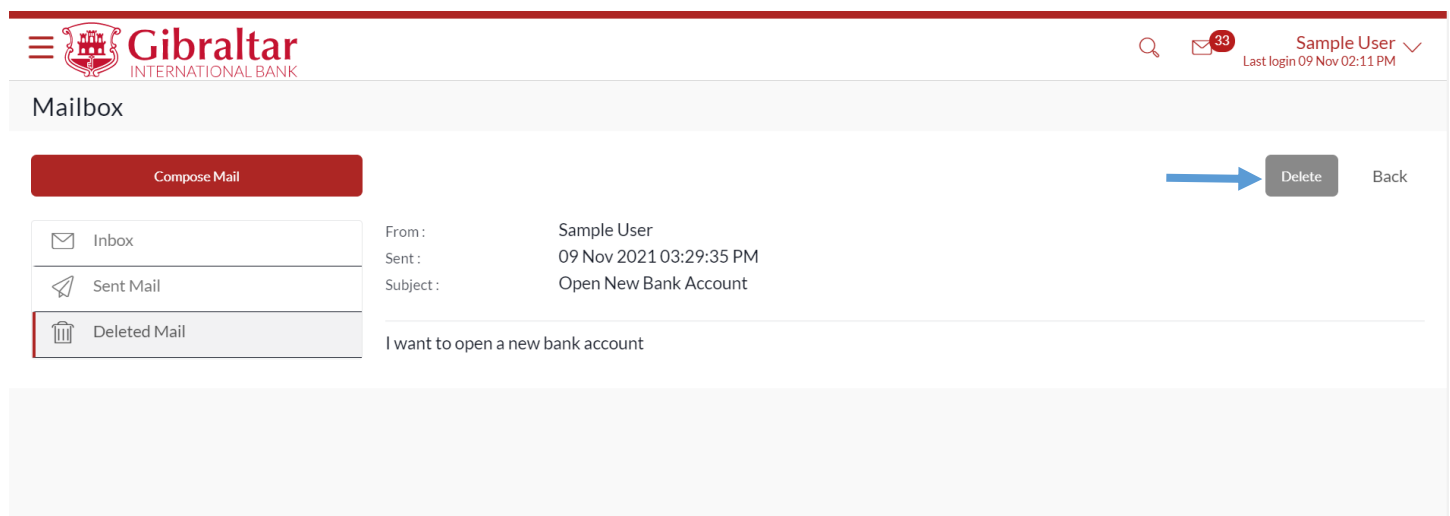 Gibraltar
INTERNATIONAL BANK
33
Sample User
Last login 09 Nov 02:11 PM
Mailbox
Compose Mail
Delete
Back
Inbox
Sent Mail
Deleted Mail
From :
Sample User
Sent :
09 Nov 2021 03:29:35 PM
Subject :
Open New Bank Account
I want to open a new bank account